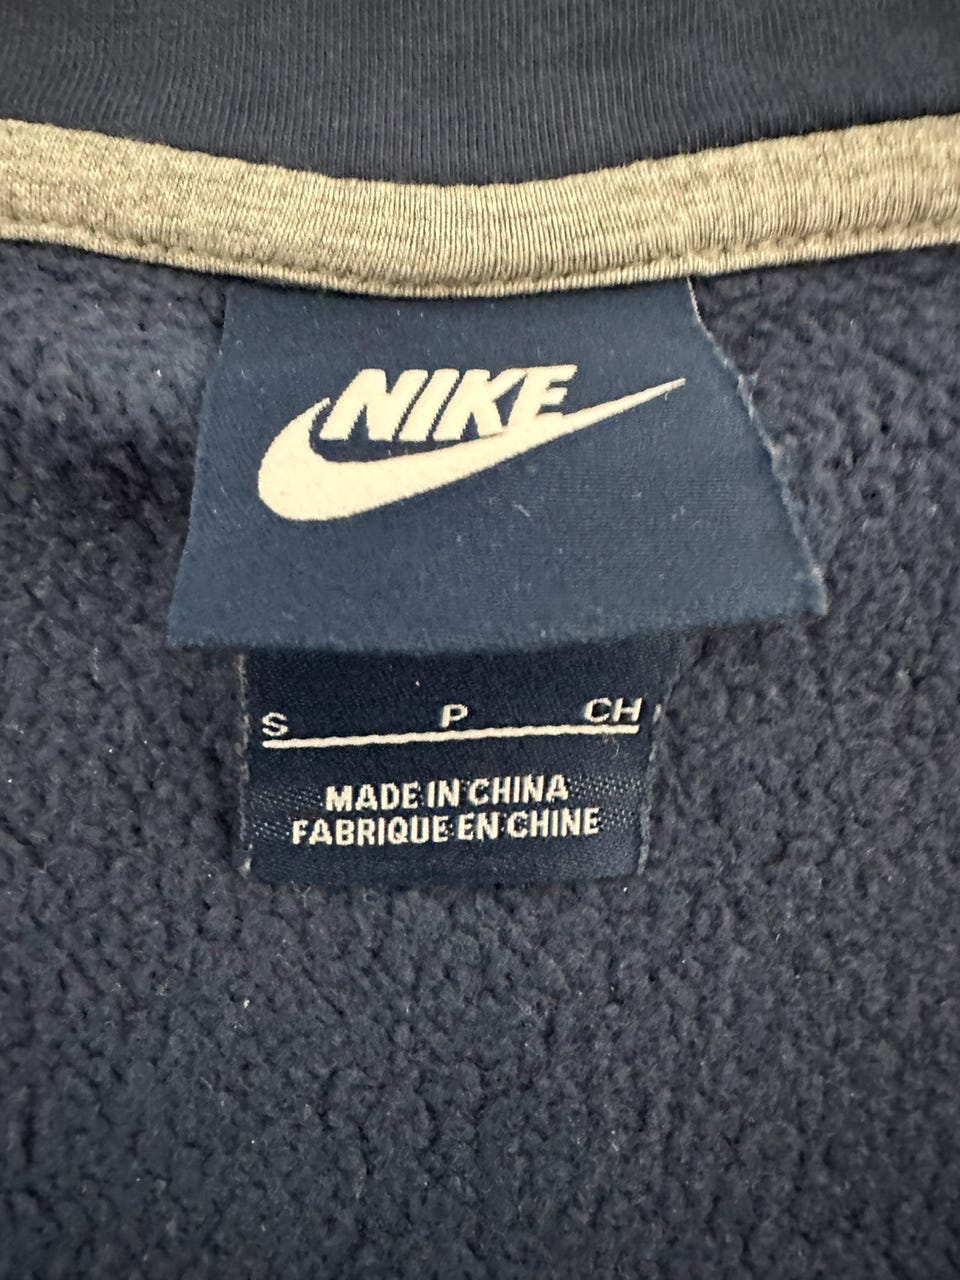 NIKE
S P CH
MADE IN CHINA
FABRIQUE EN CHINE